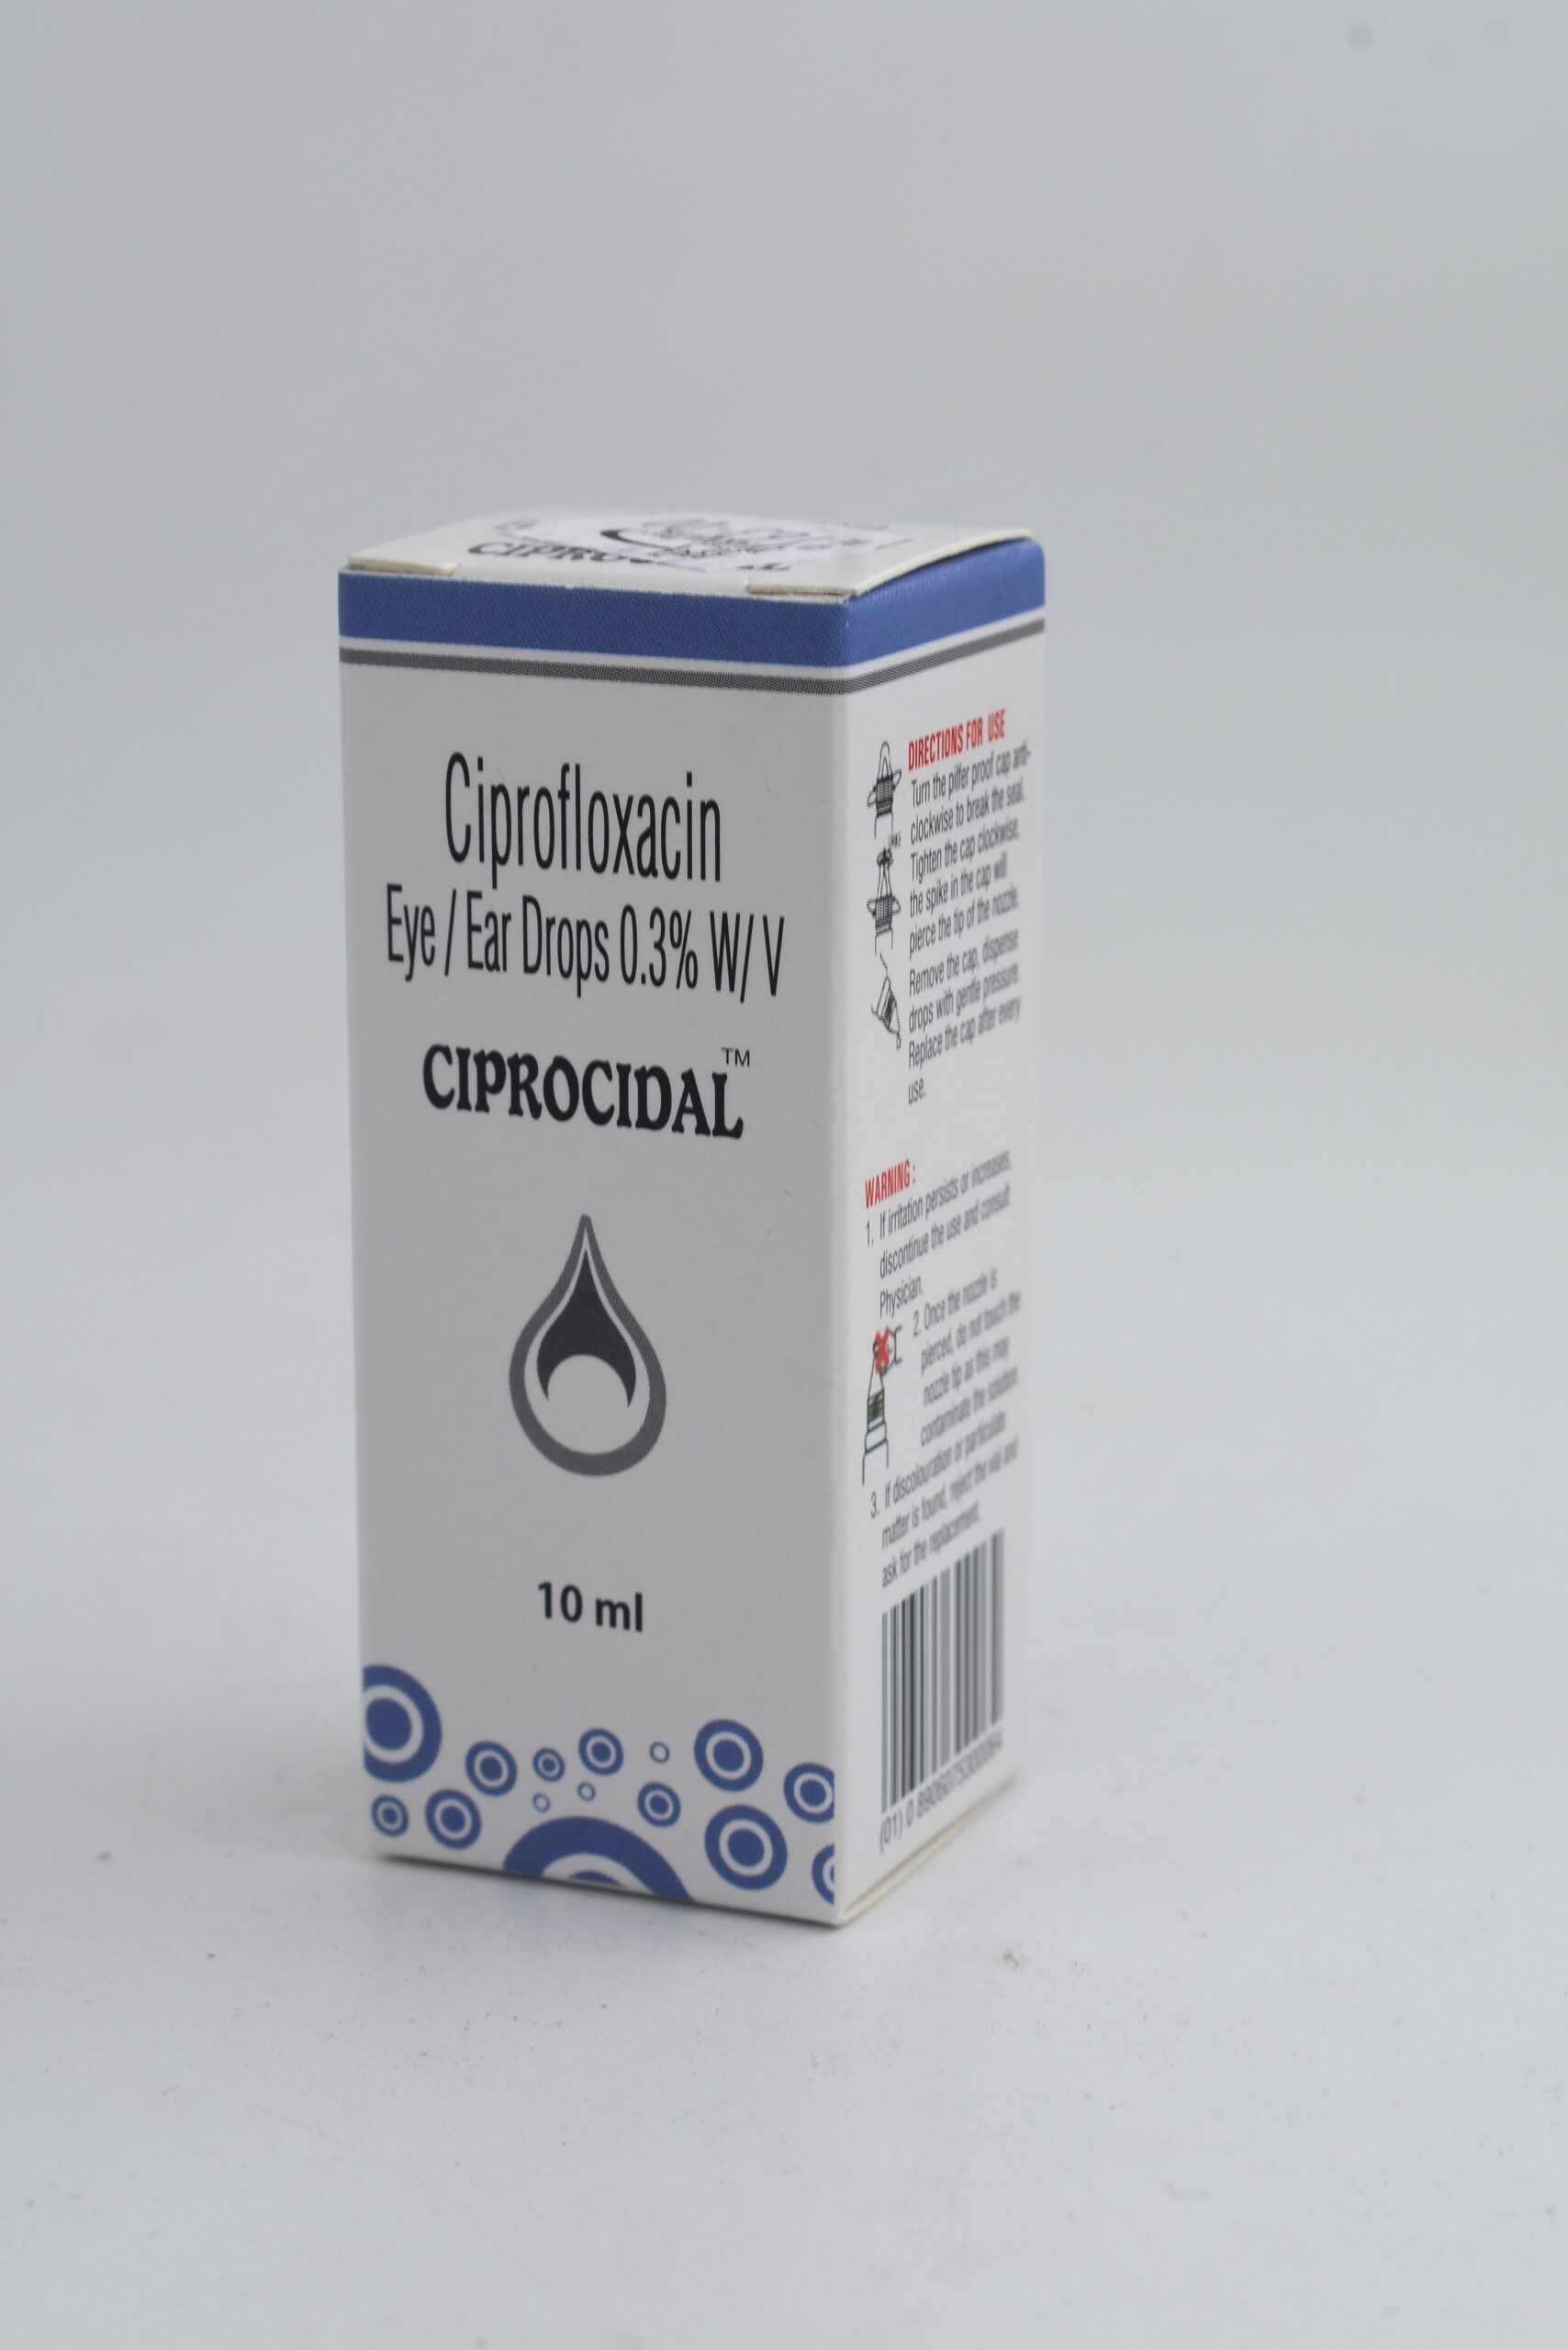 CIPRO
Ciprofloxacin
Eye / Ear Drops 0.3% W/V
CIPROCIDAL™
10 ml
DIRECTIONS FOR USE
Turn the pilfer proof cap anti-
clockwise to break the seal.
Tighten the cap clockwise,
the spike in the cap will
pierce the tip of the nozzle.
Remove the cap, dispense
drops with gentle pressure.
Replace the cap after every
use.
WARNING :
1. If irritation persists or increases,
discontinue the use and consult
Physician.
2. Once the nozzle is
pierced, do not touch the
nozzle tip as this may
contaminate the solution
3. If discolouration or particulate
matter is found, reject the vial and
ask for the replacement.
(01) 0